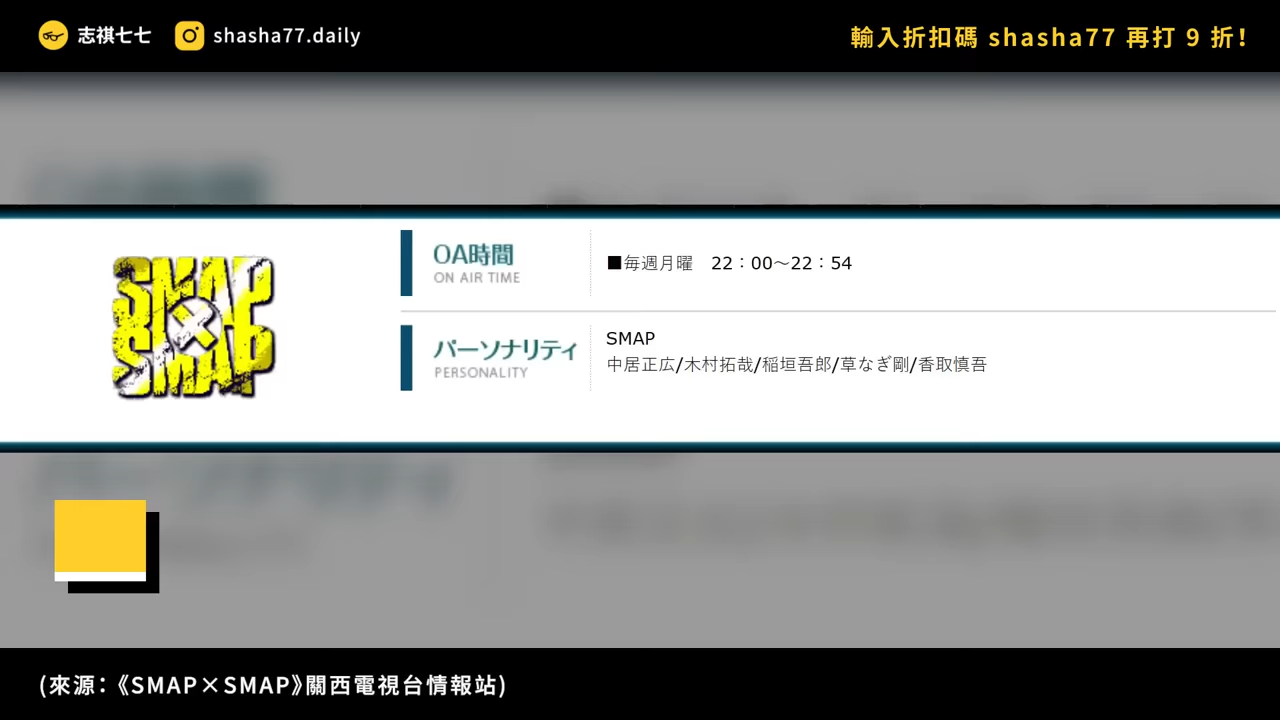 志祺七七
shasha77.daily
輸入折扣碼 shasha77 再打 9 折!
SMAP
×
SMAP
OA時間
ON AIR TIME
■毎週月曜　22：00～22：54
パーソナリティ
PERSONALITY
SMAP
中居正広/木村拓哉/稲垣吾郎/草なぎ剛/香取慎吾
(來源：《SMAP×SMAP》關西電視台情報站)